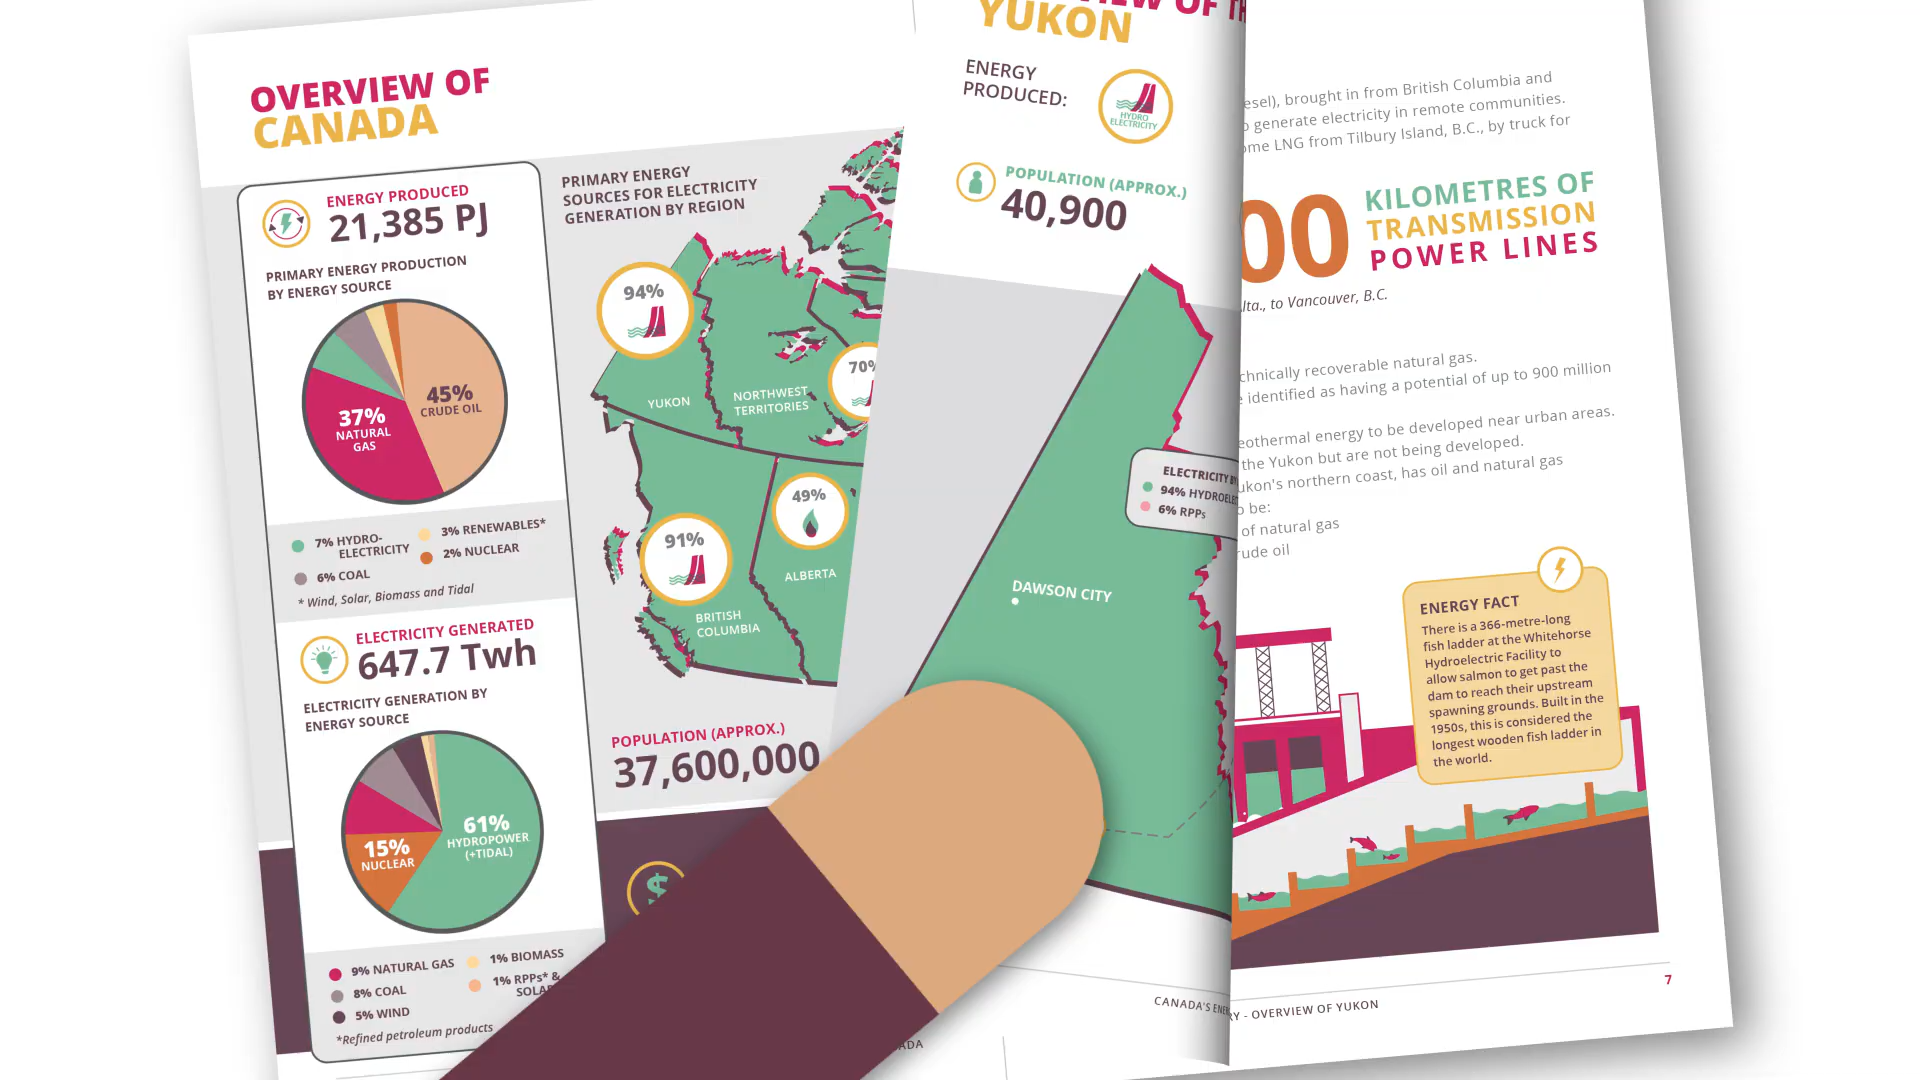 OVERVIEW OF
CANADA
ENERGY PRODUCED
21,385 PJ
PRIMARY ENERGY PRODUCTION
BY ENERGY SOURCE
45%
CRUDE OIL
37%
NATURAL
GAS
7% HYDRO-
ELECTRICITY
6% COAL
3% RENEWABLES*
2% NUCLEAR
* Wind, Solar, Biomass and Tidal
ELECTRICITY GENERATED
647.7 Twh
ELECTRICITY GENERATION BY
ENERGY SOURCE
61%
HYDROPOWER
(+TIDAL)
15%
NUCLEAR
9% NATURAL GAS
8% COAL
5% WIND
1% BIOMASS
1% RPPs* &
*Refined petroleum products
PRIMARY ENERGY
SOURCES FOR ELECTRICITY
GENERATION BY REGION
94%
70%
YUKON
NORTHWEST
TERRITORIES
49%
91%
ALBERTA
BRITISH
COLUMBIA
POPULATION (APPROX.)
37,600,000
$
OF
YUKON
ENERGY
PRODUCED:
HYDRO
ELECTRICITY
POPULATION (APPROX.)
40,900
ELECTRICITY
94%
6% RPPs
DAWSON CITY
CANADA'S
brought in from British Columbia and
generate electricity in remote communities.
LNG from Tilbury Island, B.C., by truck for
00
KILOMETRES OF
TRANSMISSION
POWER LINES
to Vancouver, B.C.
recoverable natural gas.
identified as having a potential of up to 900 million
energy to be developed near urban areas.
the Yukon but are not being developed.
northern coast, has oil and natural gas
be:
of natural gas
oil
ENERGY FACT
There is a 366-metre-long
fish ladder at the Whitehorse
Hydroelectric Facility to
allow salmon to get past the
dam to reach their upstream
spawning grounds. Built in the
1950s, this is considered the
longest wooden fish ladder in
the world.
- OVERVIEW OF YUKON
7